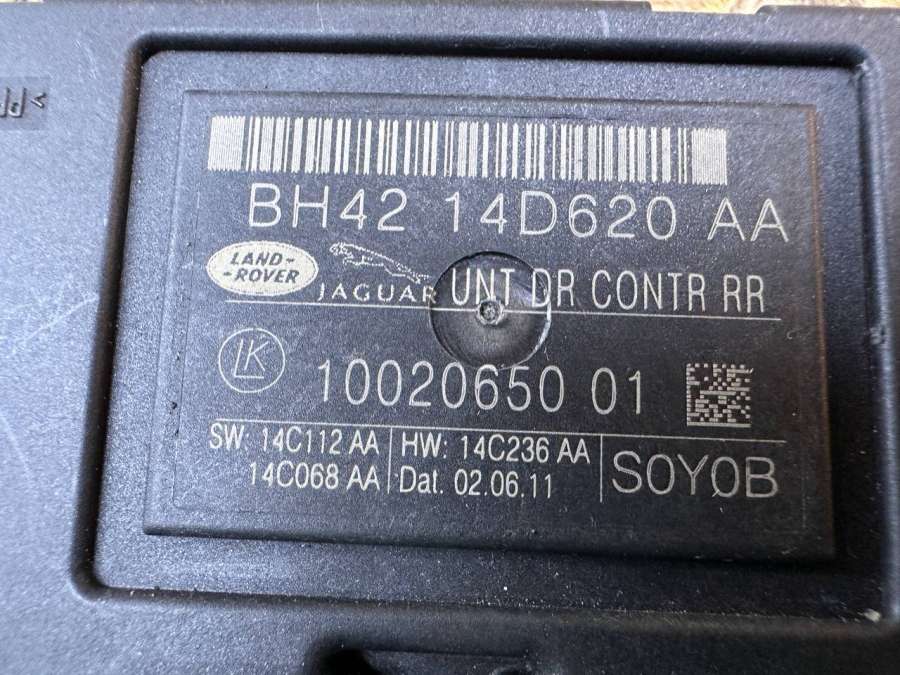 BH42 14D620 AA
LAND-
-ROVER
JAGUAR UNT DR CONTR RR
LK
10020650 01
SW: 14C112 AA HW: 14C236 AA
14C068 AA Dat. 02.06.11
SOYOB